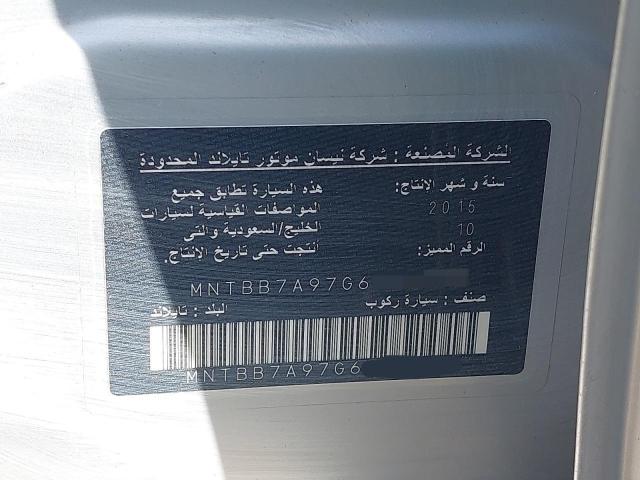 الشركة المصنعة : شركة نيسان موتور تايلاند المحدودة
سنة و شهر الانتاج:
2015
10
الرقم المميز:
هذه السيارة تطابق جميع
المواصفات القياسية لسيارات
الخليج/السعودية والتى
أنتجت حتى تاريخ الإنتاج.
MNTBB7A97G6
صنف : سيارة ركوب
البلد : تايلاند
MNTBB7A97G6